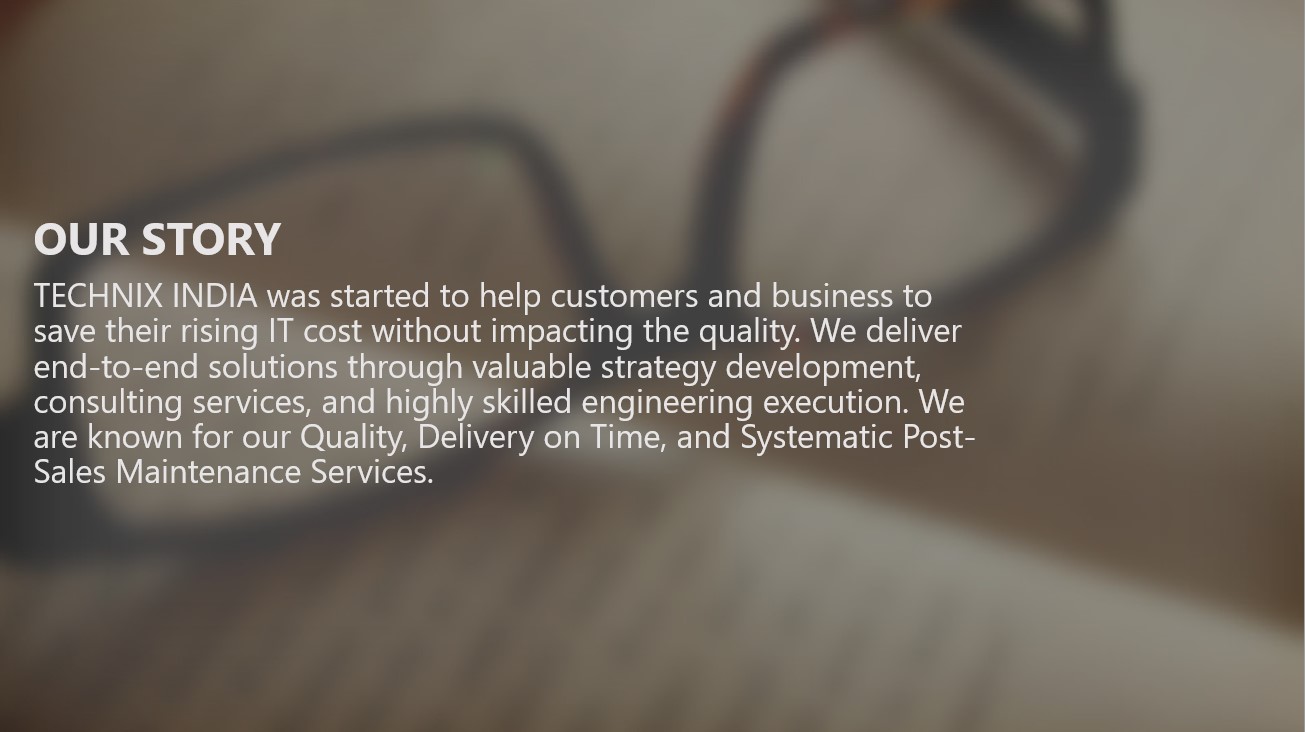 OUR STORY
TECHNIX INDIA was started to help customers and business to
save their rising IT cost without impacting the quality. We deliver
end-to-end solutions through valuable strategy development,
consulting services, and highly skilled engineering execution. We
are known for our Quality, Delivery on Time, and Systematic Post-
Sales Maintenance Services.